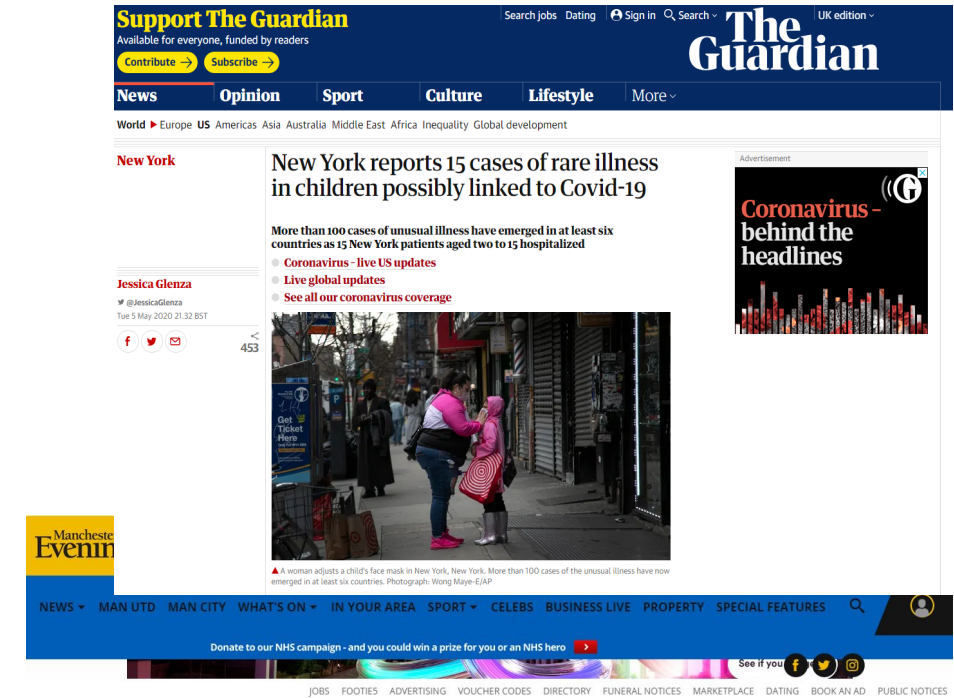 Support The Guardian
Available for everyone, funded by readers
Contribute → Subscribe →
Search jobs Dating Sign in Search UK edition
The
Guardian
News Opinion Sport Culture Lifestyle More
World Europe US Americas Asia Australia Middle East Africa Inequality Global development
New York
New York reports 15 cases of rare illness
in children possibly linked to Covid-19
More than 100 cases of unusual illness have emerged in at least six
countries as 15 New York patients aged two to 15 hospitalized
Coronavirus – live US updates
Live global updates
See all our coronavirus coverage
Jessica Glenza
@JessicaGlenza
Tue 5 May 2020 21.32 BST
453
Advertisement
G
Coronavirus –
behind the
headlines
P
Get
Ticket
Here
A woman adjusts a child's face mask in New York, New York. More than 100 cases of the unusual illness have now
emerged in at least six countries. Photograph: Wong Maye-E/AP
Mancheste
Evenin
NEWS MAN UTD MAN CITY WHAT'S ON IN YOUR AREA SPORT CELEBS BUSINESS LIVE PROPERTY SPECIAL FEATURES
Donate to our NHS campaign - and you could win a prize for you or an NHS hero
See if you
JOBS FOOTIES ADVERTISING VOUCHER CODES DIRECTORY FUNERAL NOTICES MARKETPLACE DATING BOOK AN AD PUBLIC NOTICES